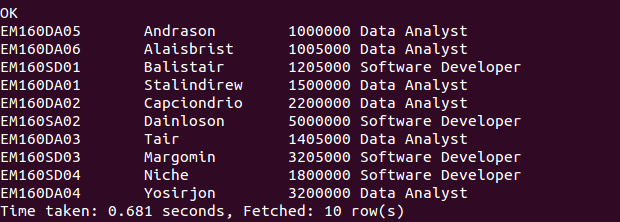 OK
EM160DA05 Andrason 1000000 Data Analyst
EM160DA06 Alaisbrist 1005000 Data Analyst
EM160SD01 Balistair 1205000 Software Developer
EM160DA01 Stalindirew 1500000 Data Analyst
EM160DA02 Capciondrio 2200000 Data Analyst
EM160SA02 Dainloson 5000000 Software Developer
EM160DA03 Tair 1405000 Data Analyst
EM160SD03 Margomin 3205000 Software Developer
EM160SD04 Niche 1800000 Software Developer
EM160DA04 Yosirjon 3200000 Data Analyst
Time taken: 0.681 seconds, Fetched: 10 row(s)